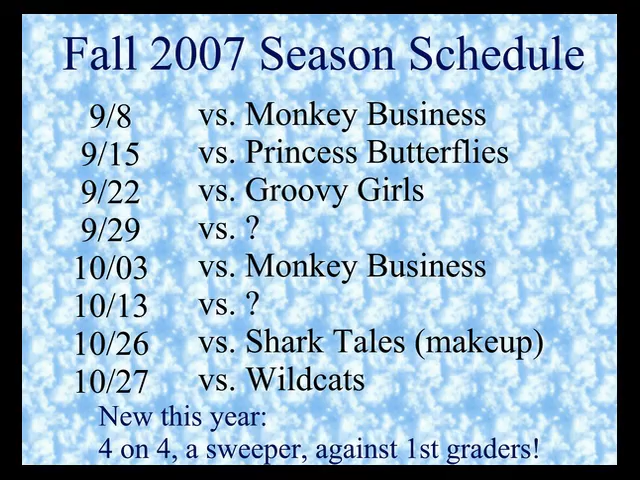 Fall 2007 Season Schedule
9/8 vs. Monkey Business
9/15 vs. Princess Butterflies
9/22 vs. Groovy Girls
9/29 vs. ?
10/03 vs. Monkey Business
10/13 vs. ?
10/26 vs. Shark Tales (makeup)
10/27 vs. Wildcats
New this year:
4 on 4, a sweeper, against 1st graders!